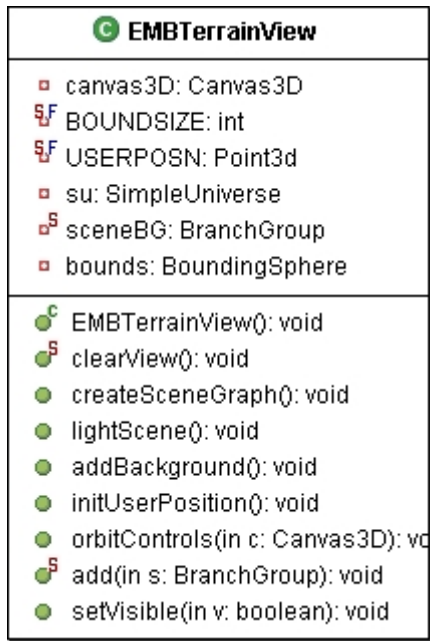 C EMBTerrainView
canvas3D: Canvas3D
S F BOUNDSIZE: int
S F USERPOSN: Point3d
su: SimpleUniverse
S sceneBG: BranchGroup
bounds: BoundingSphere
C EMBTerrainView(): void
S clearView(): void
createSceneGraph(): void
lightScene(): void
addBackground(): void
initUserPosition(): void
orbitControls(in c: Canvas3D): vo
S add(in s: BranchGroup): void
setVisible(in v: boolean): void